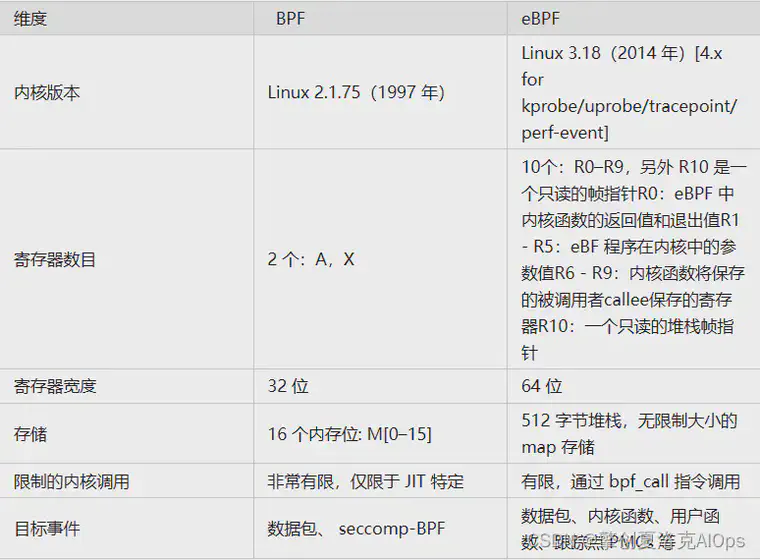 维度 BPF eBPF
内核版本 Linux 2.1.75（1997 年） Linux 3.18（2014 年）[4.x
for
kprobe/uprobe/tracepoint/
perf-event]
寄存器数目 2 个：A，X 10个：R0–R9，另外 R10 是一
个只读的帧指针R0：eBPF 中
内核函数的返回值和退出值R1
- R5：eBF 程序在内核中的参
数值R6 - R9：内核函数将保存
的被调用者callee保存的寄存
器R10：一个只读的堆栈帧指
针
寄存器宽度 32 位 64 位
存储 16 个内存位: M[0–15] 512 字节堆栈，无限制大小的
map 存储
限制的内核调用 非常有限，仅限于 JIT 特定 有限，通过 bpf_call 指令调用
目标事件 数据包、 seccomp-BPF 数据包、内核函数、用户函
数、跟踪点 PMCs 等